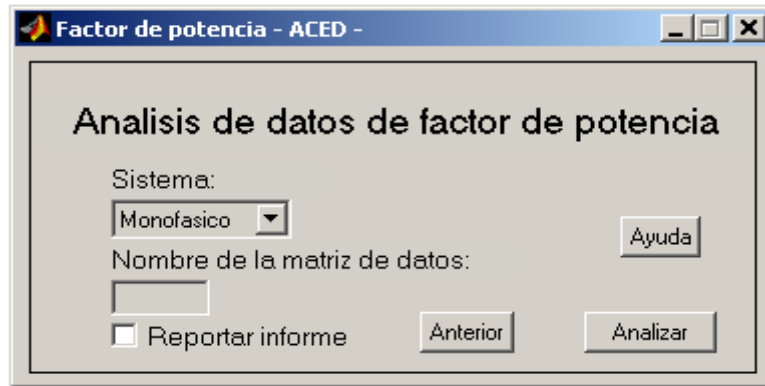 Factor de potencia - ACED -
Analisis de datos de factor de potencia
Sistema:
Monofasico
Ayuda
Nombre de la matriz de datos:
Reportar informe
Anterior
Analizar